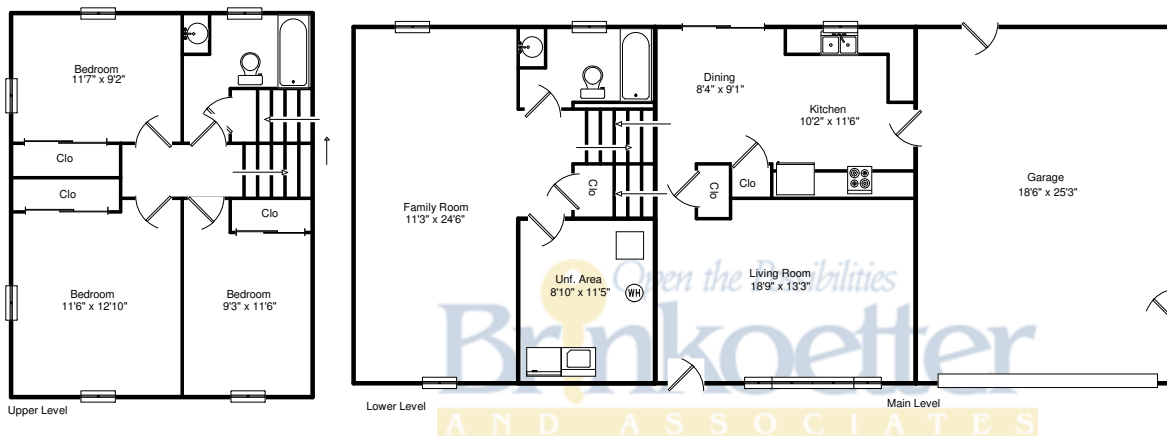 Bedroom
11'7" x 9'2"
Clo
Clo
Clo
Bedroom
11'6" x 12'10"
Bedroom
9'3" x 11'6"
Upper Level
Family Room
11'3" x 24'6"
Clo
Unf. Area
8'10" x 11'5"
WH
Lower Level
Dining
8'4" x 9'1"
Kitchen
10'2" x 11'6"
Clo
Clo
Living Room
18'9" x 13'3"
Garage
18'6" x 25'3"
Main Level
Open the Possibilities
Brinkoetter
AND ASSOCIATES